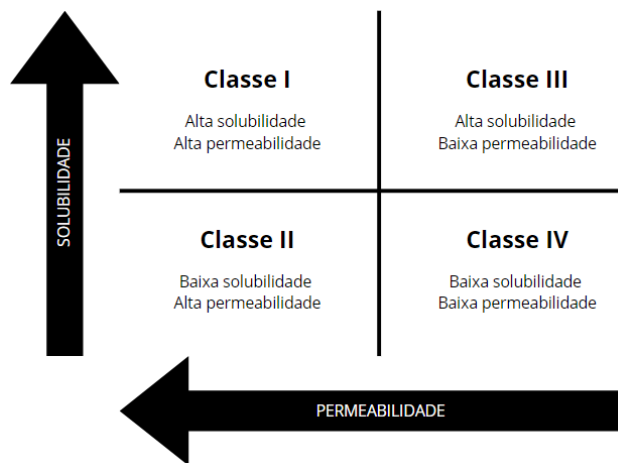 SOLUBILIDADE
Classe I
Alta solubilidade
Alta permeabilidade
Classe III
Alta solubilidade
Baixa permeabilidade
Classe II
Baixa solubilidade
Alta permeabilidade
Classe IV
Baixa solubilidade
Baixa permeabilidade
PERMEABILIDADE